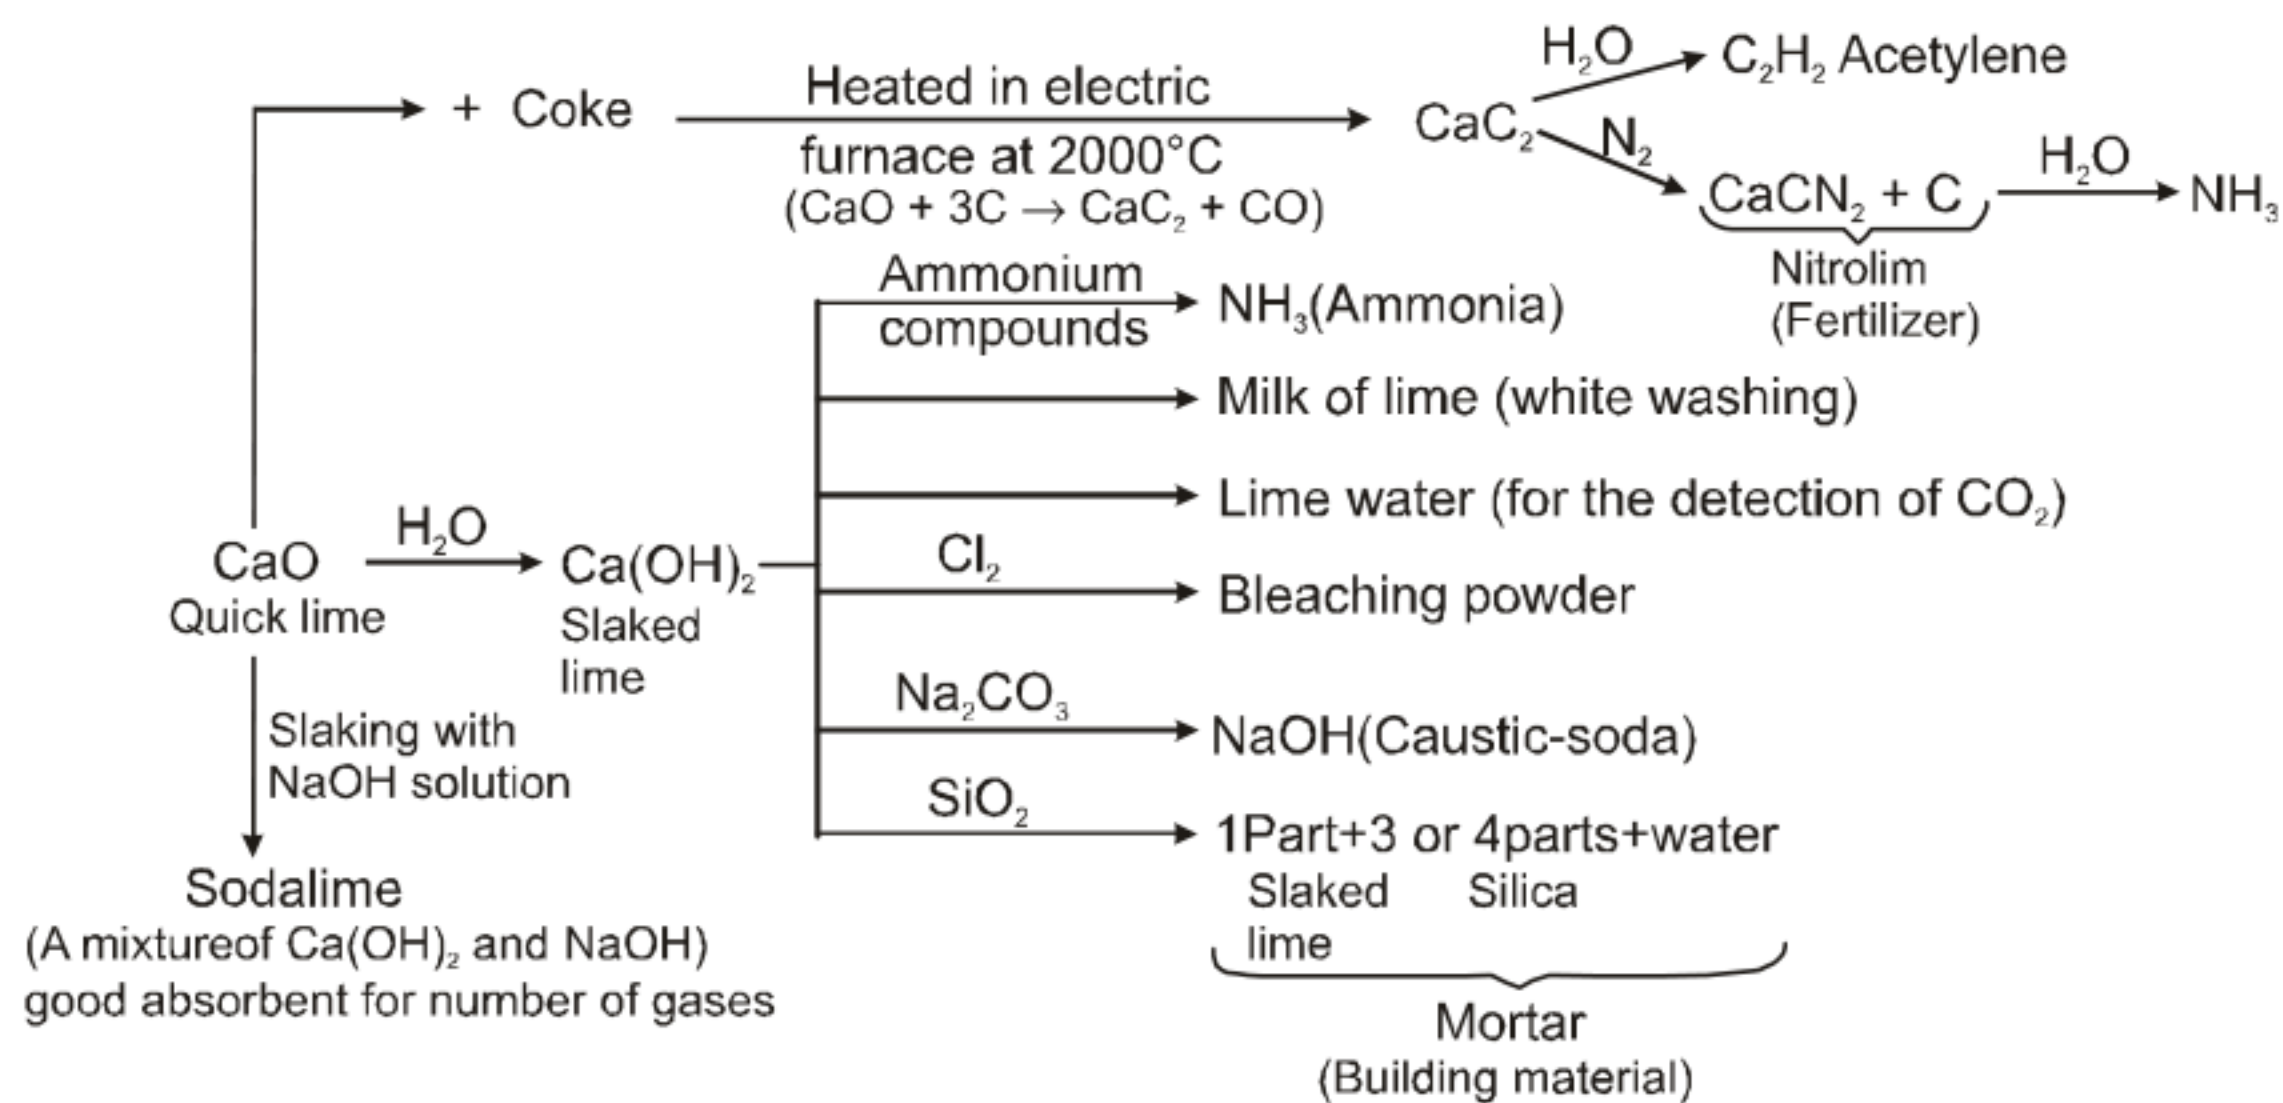 H₂O
C₂H₂ Acetylene
+ Coke
Heated in electric
furnace at 2000°C
(CaO + 3C → CaC₂ + CO)
CaC₂
N₂
CaCN₂ + C
H₂O
NH₃
Nitrolim
(Fertilizer)
Ammonium
compounds
NH₃(Ammonia)
Milk of lime (white washing)
Lime water (for the detection of CO₂)
CaO
Quick lime
H₂O
Ca(OH)₂
Slaked
lime
Cl₂
Bleaching powder
Na₂CO₃
NaOH(Caustic-soda)
SiO₂
1Part+3 or 4parts+water
Slaked Silica
lime
Mortar
(Building material)
Slaking with
NaOH solution
Sodalime
(A mixtureof Ca(OH)₂ and NaOH)
good absorbent for number of gases